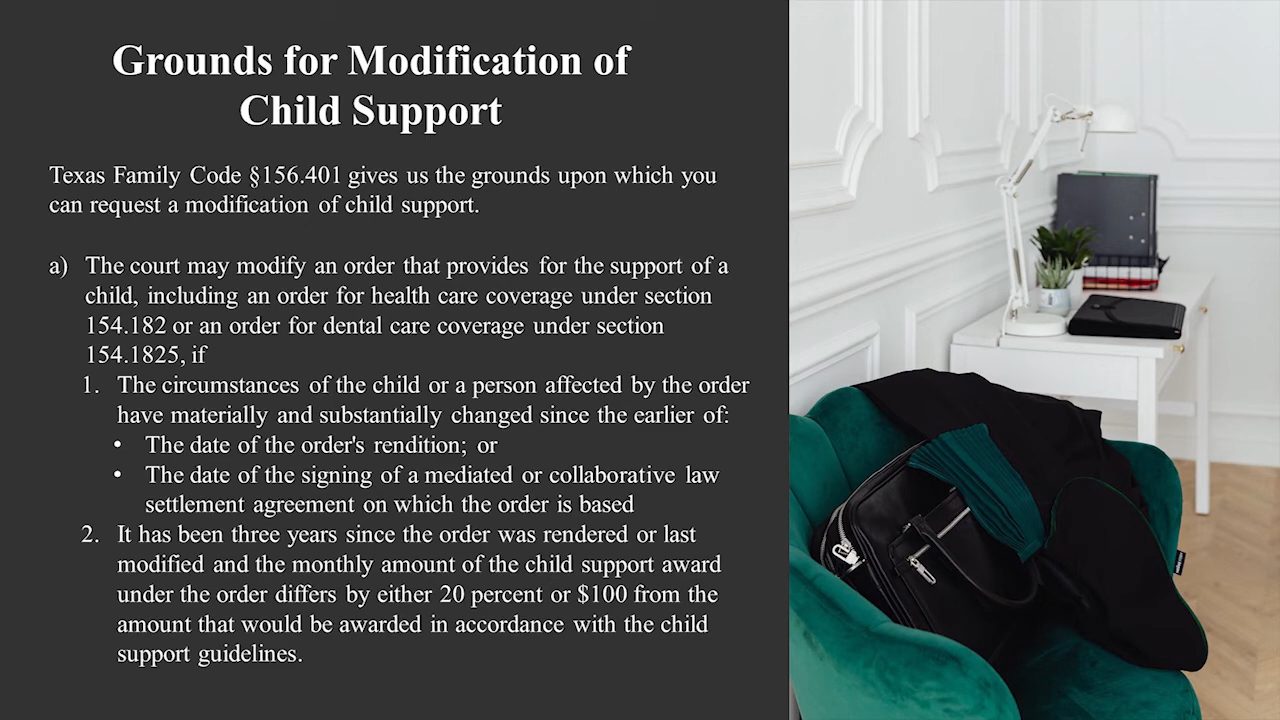 Grounds for Modification of
Child Support
Texas Family Code §156.401 gives us the grounds upon which you
can request a modification of child support.
a) The court may modify an order that provides for the support of a
child, including an order for health care coverage under section
154.182 or an order for dental care coverage under section
154.1825, if
1. The circumstances of the child or a person affected by the order
have materially and substantially changed since the earlier of:
• The date of the order's rendition; or
• The date of the signing of a mediated or collaborative law
settlement agreement on which the order is based
2. It has been three years since the order was rendered or last
modified and the monthly amount of the child support award
under the order differs by either 20 percent or $100 from the
amount that would be awarded in accordance with the child
support guidelines.